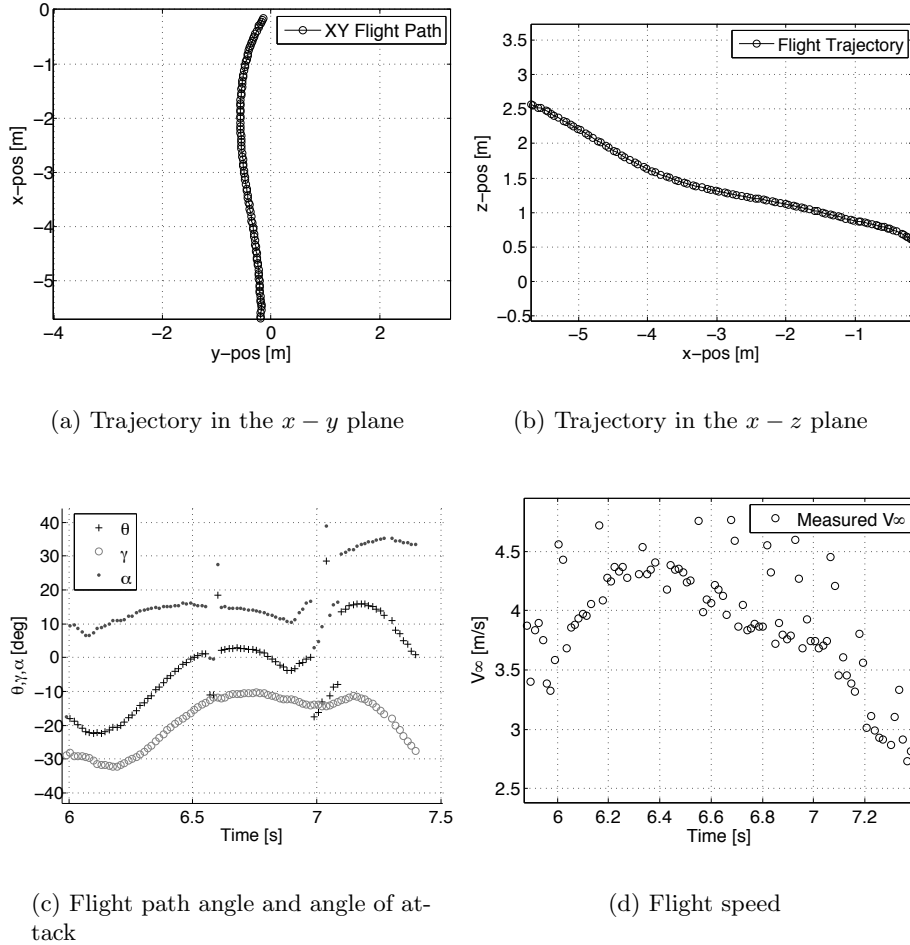 XY Flight Path
0
−1
−2
−3
−4
−5
x−pos [m]
−4
−2
0
2
y−pos [m]
Flight Trajectory
3.5
3
2.5
2
1.5
1
0.5
0
−0.5
z−pos [m]
−5
−4
−3
−2
−1
0
x−pos [m]
(a) Trajectory in the x − y plane
(b) Trajectory in the x − z plane
θ
γ
α
40
30
20
10
0
−10
−20
−30
−40
θ,γ,α [deg]
6
6.5
7
7.5
Time [s]
Measured V∞
4.5
4
3.5
3
2.5
V∞ [m/s]
6
6.2
6.4
6.6
6.8
7
7.2
Time [s]
(c) Flight path angle and angle of at-
tack
(d) Flight speed